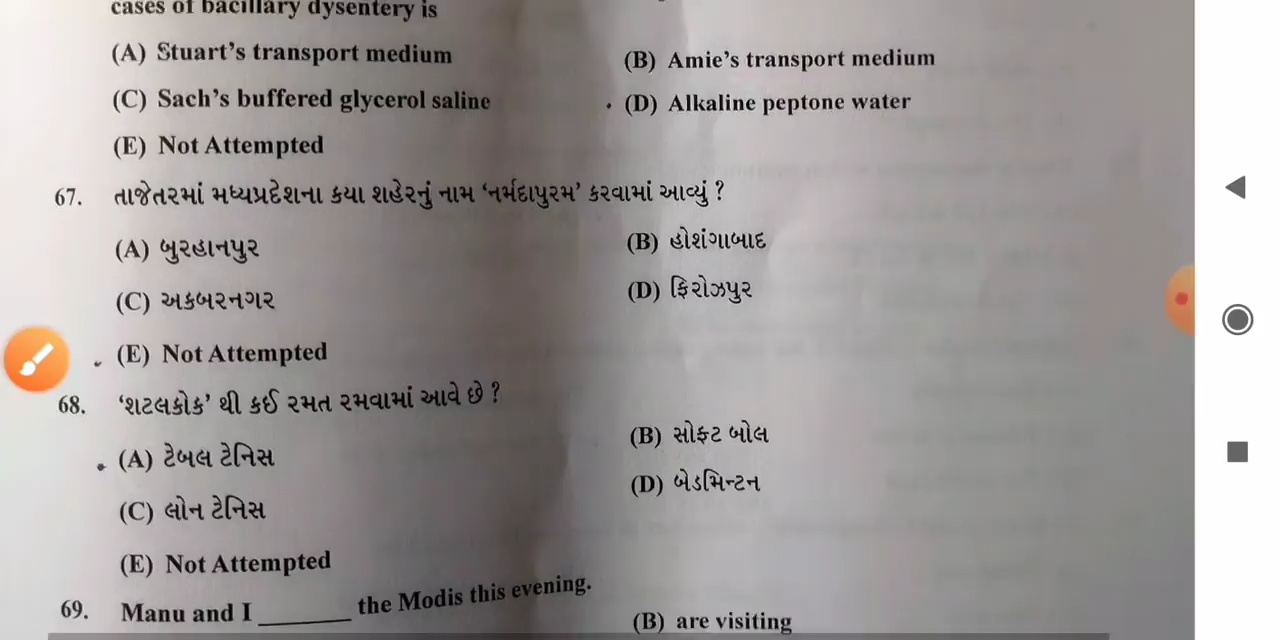 cases of bacillary dysentery is
(A) Stuart's transport medium
(B) Amie's transport medium
(C) Sach's buffered glycerol saline
(D) Alkaline peptone water
(E) Not Attempted
67. તાજેતરમાં મધ્યપ્રદેશના કયા શહેરનું નામ ‘નર્મદાપુરમ’ કરવામાં આવ્યું ?
(A) બુરહાનપુર
(B) હોશંગાબાદ
(C) અકબરનગર
(D) ફિરોઝપુર
(E) Not Attempted
68. ‘શટલકોક’ થી કઈ રમત રમવામાં આવે છે ?
(A) ટેબલ ટેનિસ
(B) સોફ્ટ બોલ
(C) લોન ટેનિસ
(D) બેડમિન્ટન
(E) Not Attempted
69. Manu and I _______ the Modis this evening.
(B) are visiting